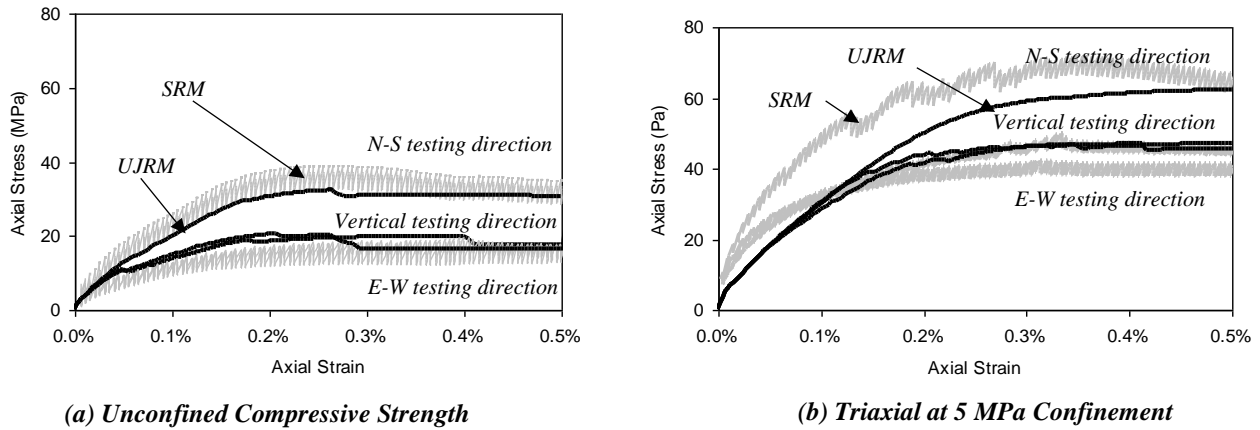 80
60
40
20
0
Axial Stress (MPa)
SRM
UJRM
N-S testing direction
Vertical testing direction
E-W testing direction
0.0%
0.1%
0.2%
0.3%
0.4%
0.5%
Axial Strain
(a) Unconfined Compressive Strength
80
60
40
20
0
Axial Stress (Pa)
UJRM
N-S testing direction
SRM
Vertical testing direction
E-W testing direction
0.0%
0.1%
0.2%
0.3%
0.4%
0.5%
Axial Strain
(b) Triaxial at 5 MPa Confinement